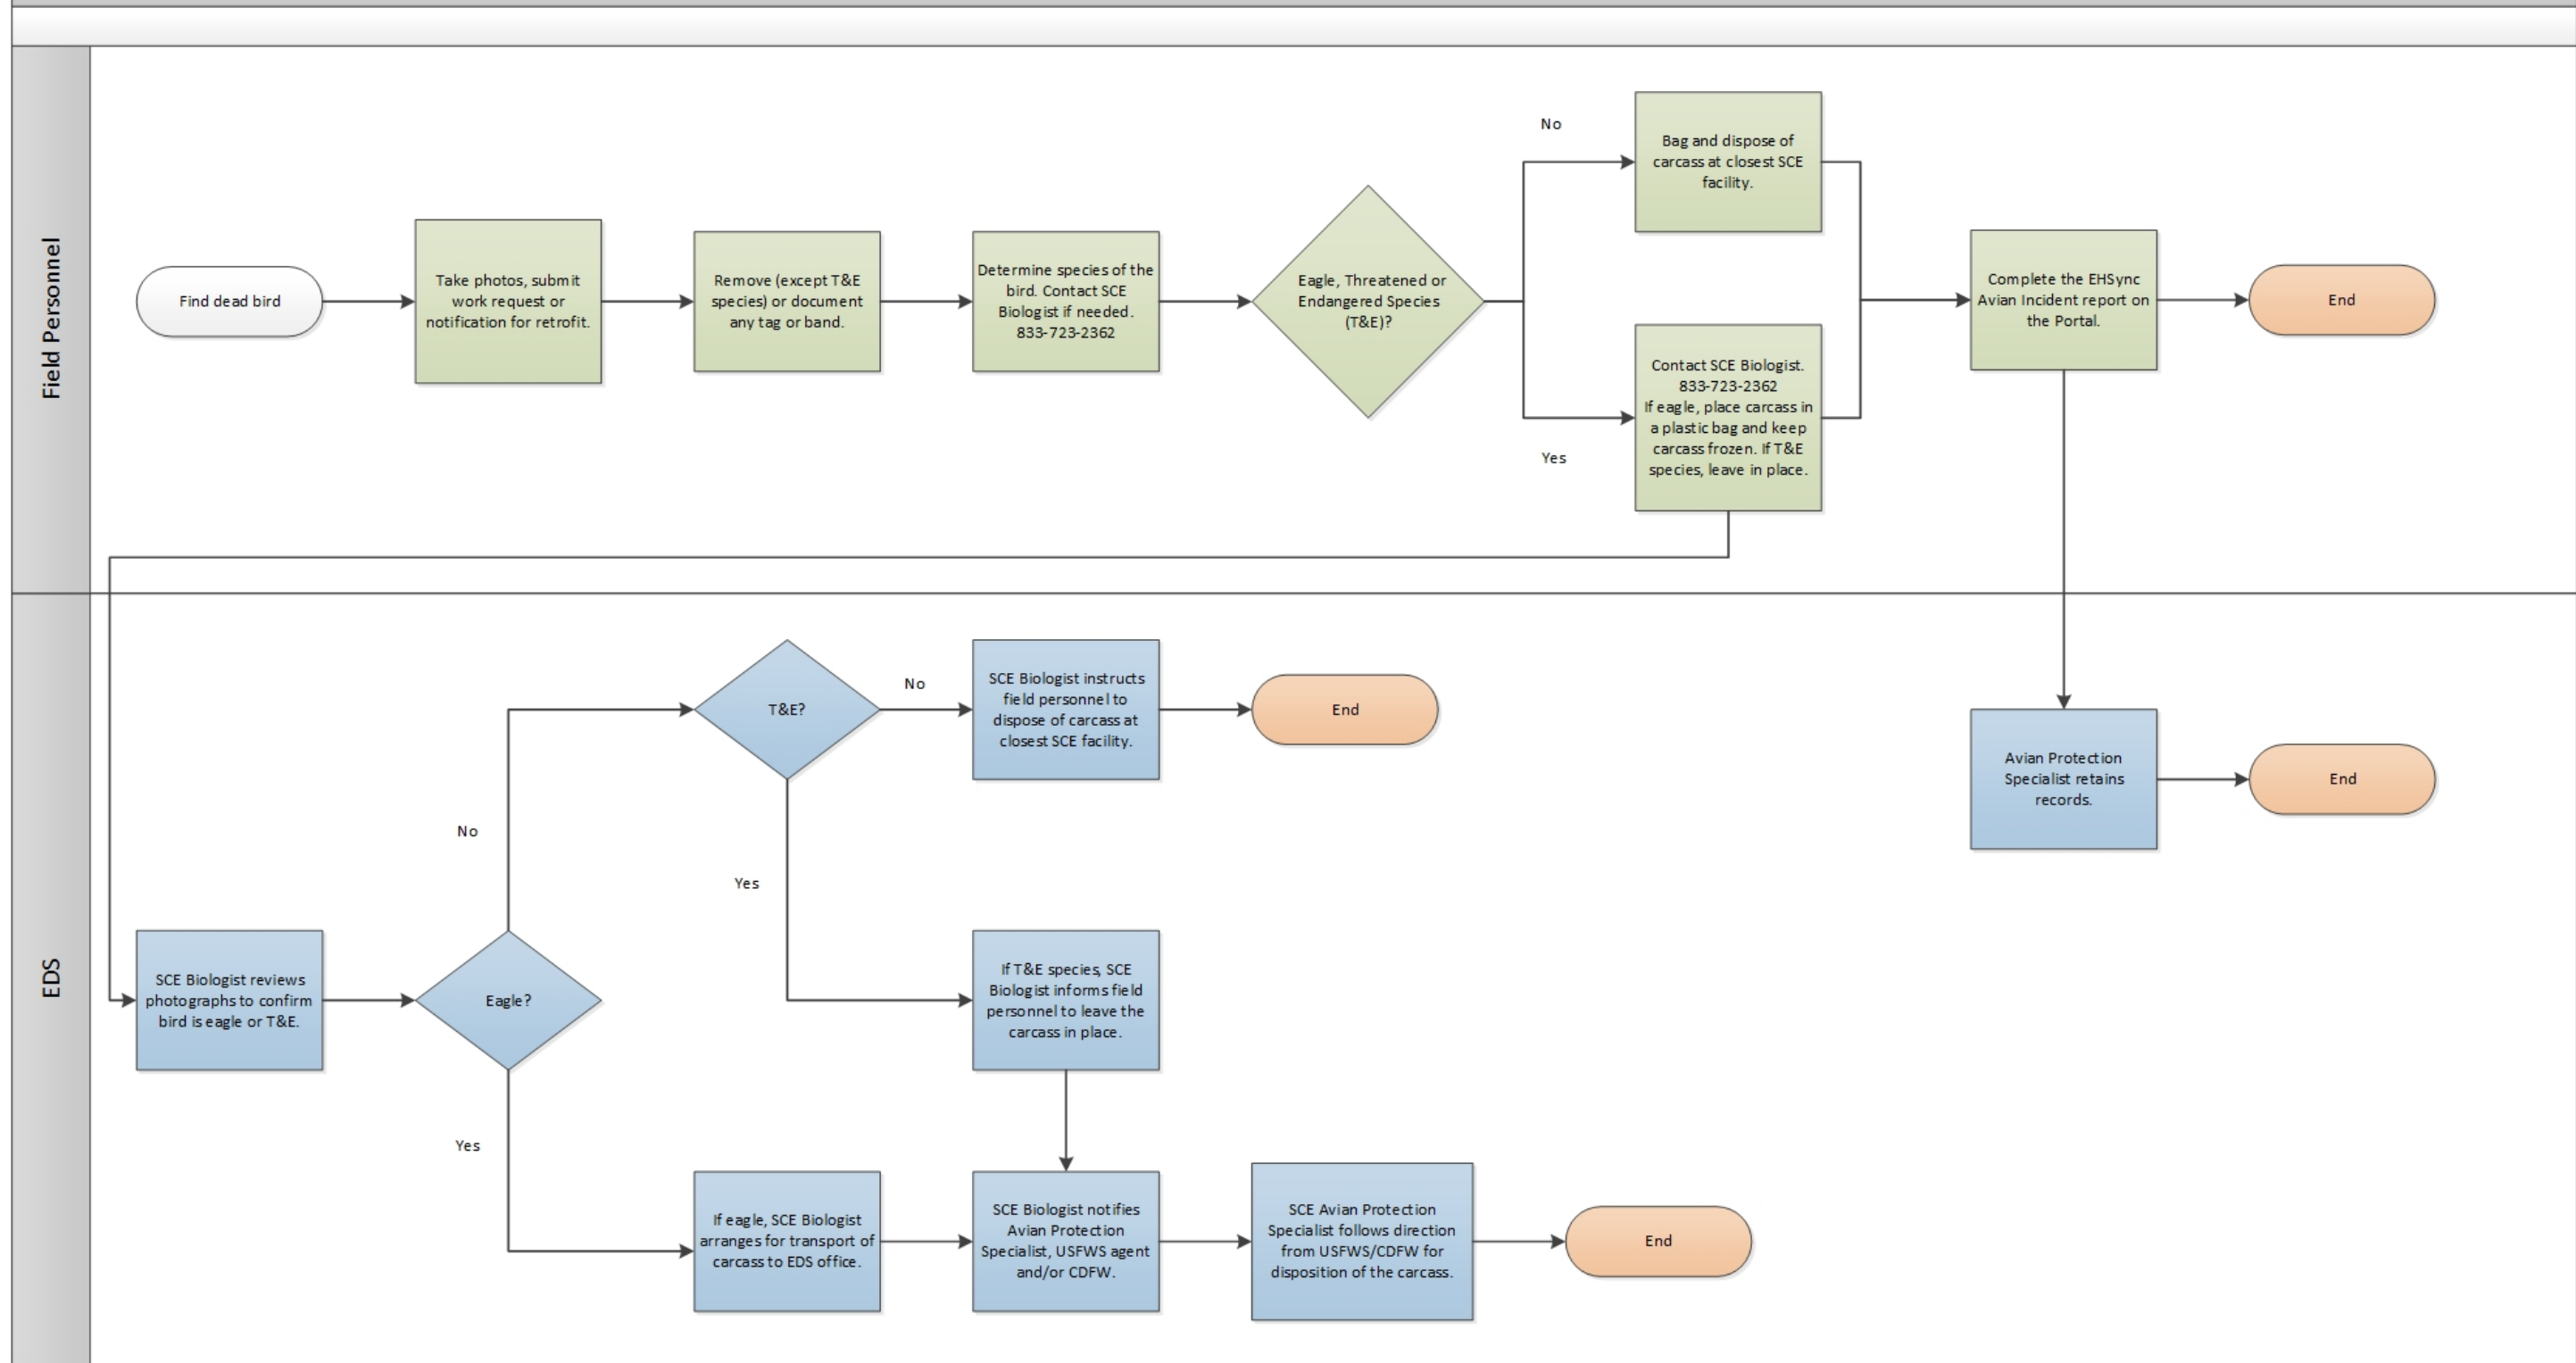 Field Personnel
Find dead bird
Take photos, submit
work request or
notification for retrofit.
Remove (except T&E
species) or document
any tag or band.
Determine species of the
bird. Contact SCE
Biologist if needed.
833-723-2362
Eagle, Threatened or
Endangered Species
(T&E)?
No
Bag and dispose of
carcass at closest SCE
facility.
Yes
Contact SCE Biologist.
833-723-2362
If eagle, place carcass in
a plastic bag and keep
carcass frozen. If T&E
species, leave in place.
Complete the EHSync
Avian Incident report on
the Portal.
End
EDS
SCE Biologist reviews
photographs to confirm
bird is eagle or T&E.
Eagle?
No
T&E?
No
SCE Biologist instructs
field personnel to
dispose of carcass at
closest SCE facility.
End
Yes
If T&E species, SCE
Biologist informs field
personnel to leave the
carcass in place.
Yes
If eagle, SCE Biologist
arranges for transport of
carcass to EDS office.
SCE Biologist notifies
Avian Protection
Specialist, USFWS agent
and/or CDFW.
SCE Avian Protection
Specialist follows direction
from USFWS/CDFW for
disposition of the carcass.
End
Avian Protection
Specialist retains
records.
End